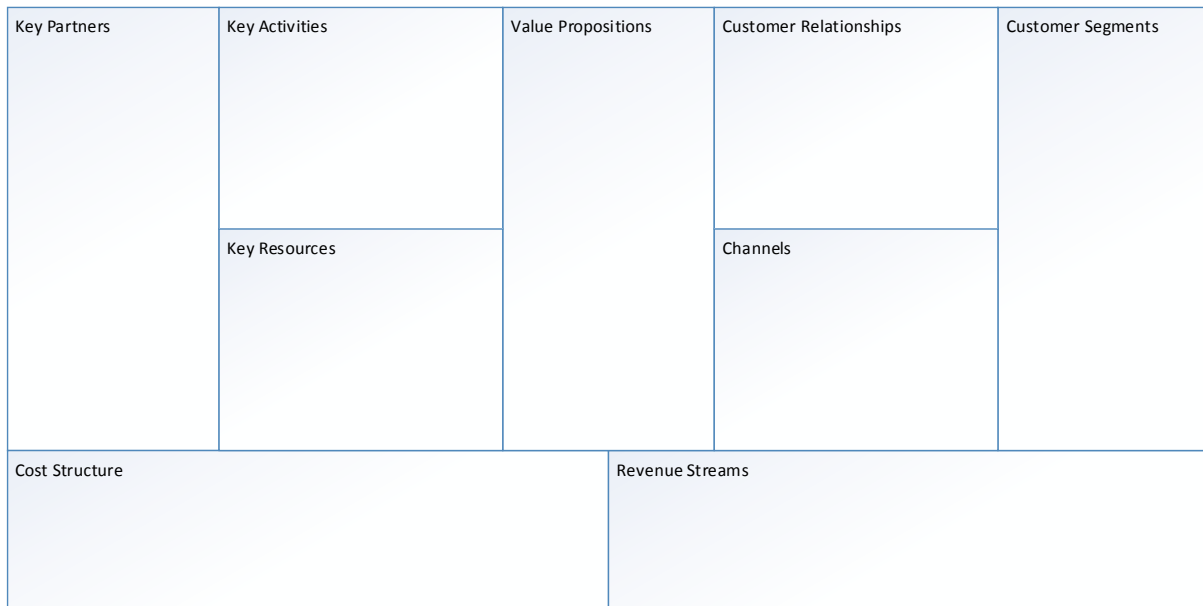 Key Partners
Key Activities
Value Propositions
Customer Relationships
Customer Segments
Key Resources
Channels
Cost Structure
Revenue Streams